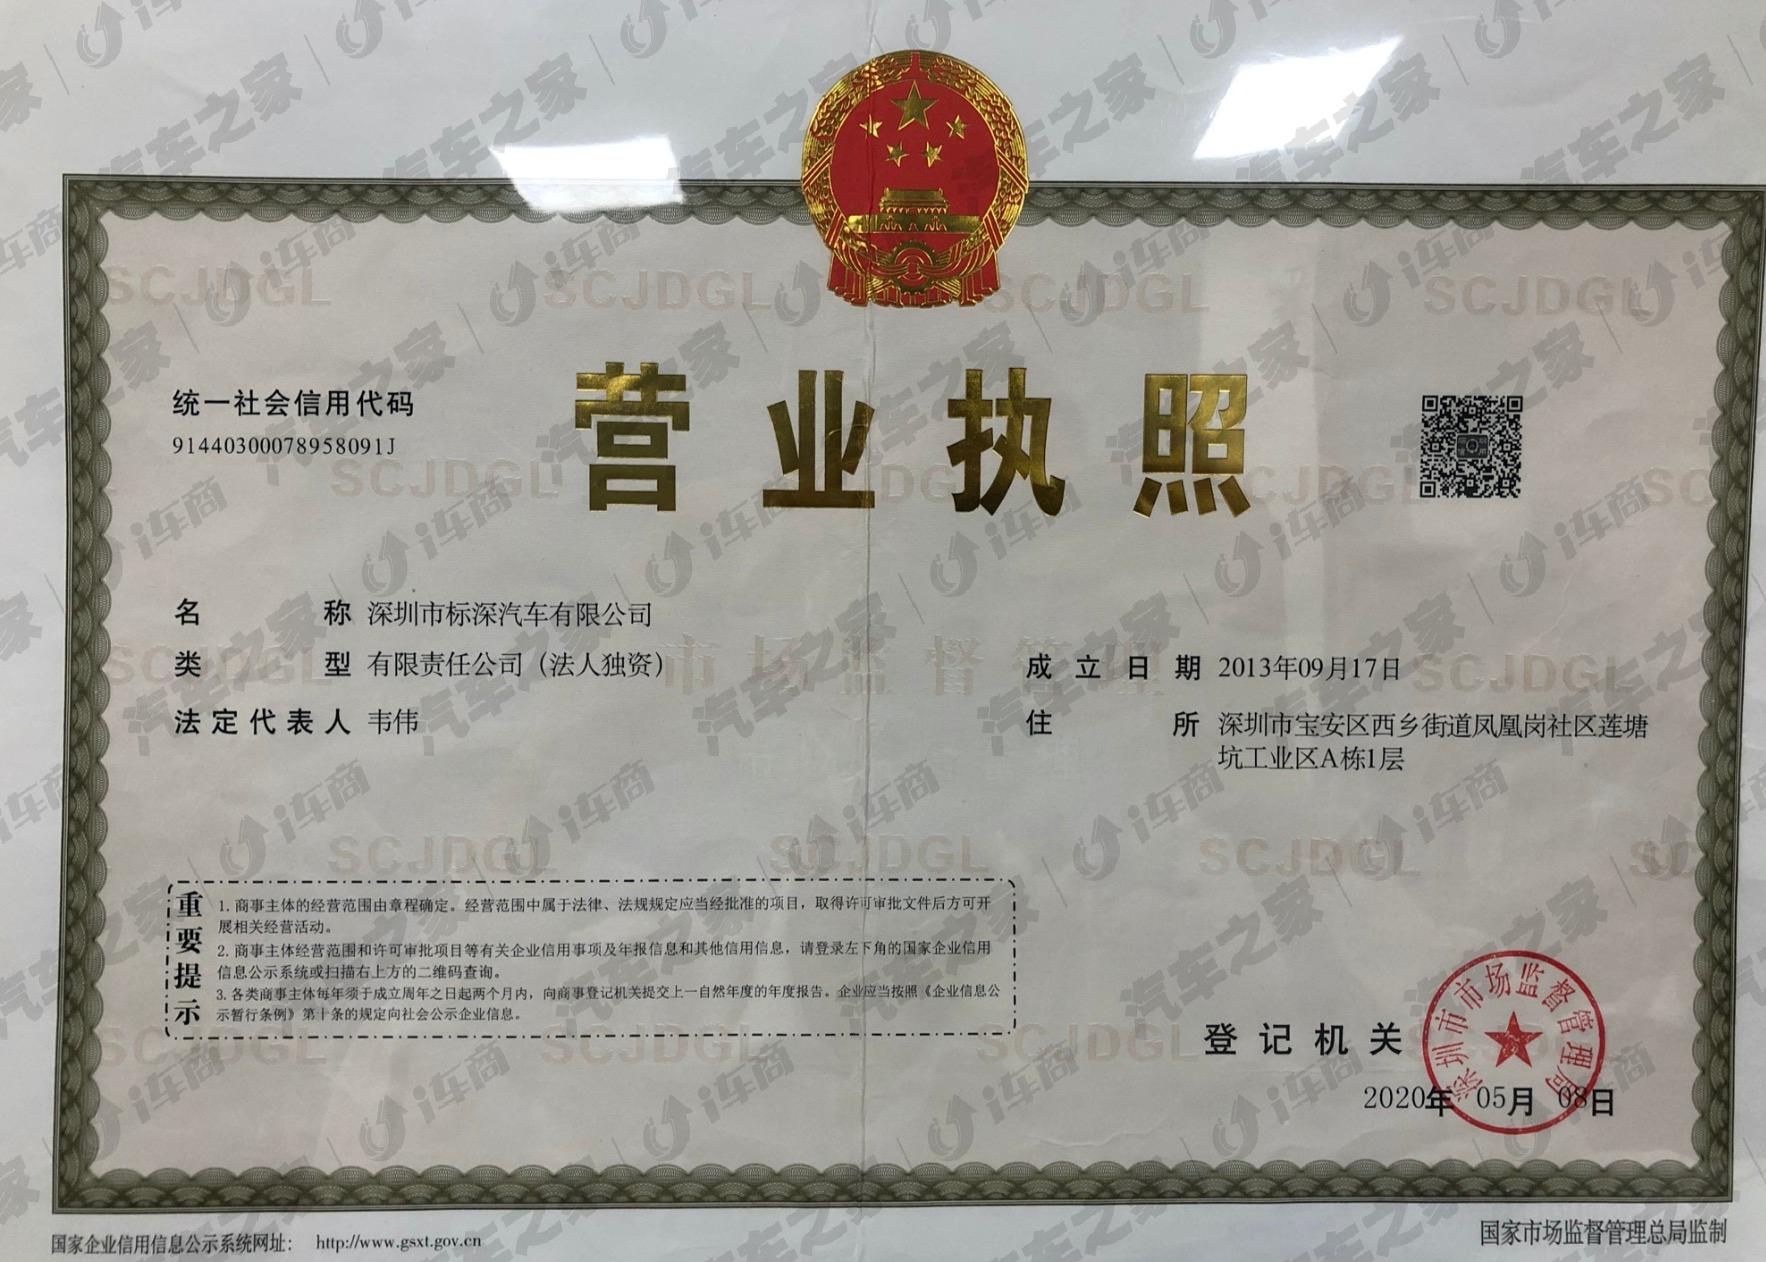 营业执照
统一社会信用代码
91440300078958091J
名称 深圳市标深汽车有限公司
类型 有限责任公司（法人独资）
法定代表人 韦伟
成立日期 2013年09月17日
住所 深圳市宝安区西乡街道凤凰岗社区莲塘
坑工业区A栋1层
重要提示
1. 商事主体的经营范围由章程确定。经营范围中属于法律、法规规定应当经批准的项目，取得许可审批文件后方可开
展相关经营活动。
2. 商事主体经营范围和许可审批项目等有关企业信用事项及年报信息和其他信用信息，请登录左下角的国家企业信用
信息公示系统或扫描右上方的二维码查询。
3. 各类商事主体每年须于成立周年之日起两个月内，向商事登记机关提交上一自然年度的年度报告。企业应当按照《企业信息公
示暂行条例》第十条的规定向社会公示企业信息。
登记机关
深圳市市场监督管理局
2020年 05月 08日
国家企业信用信息公示系统网址： http://www.gsxt.gov.cn
国家市场监督管理总局监制
SCJDGL
市场监督管理
汽车之家 | i车商